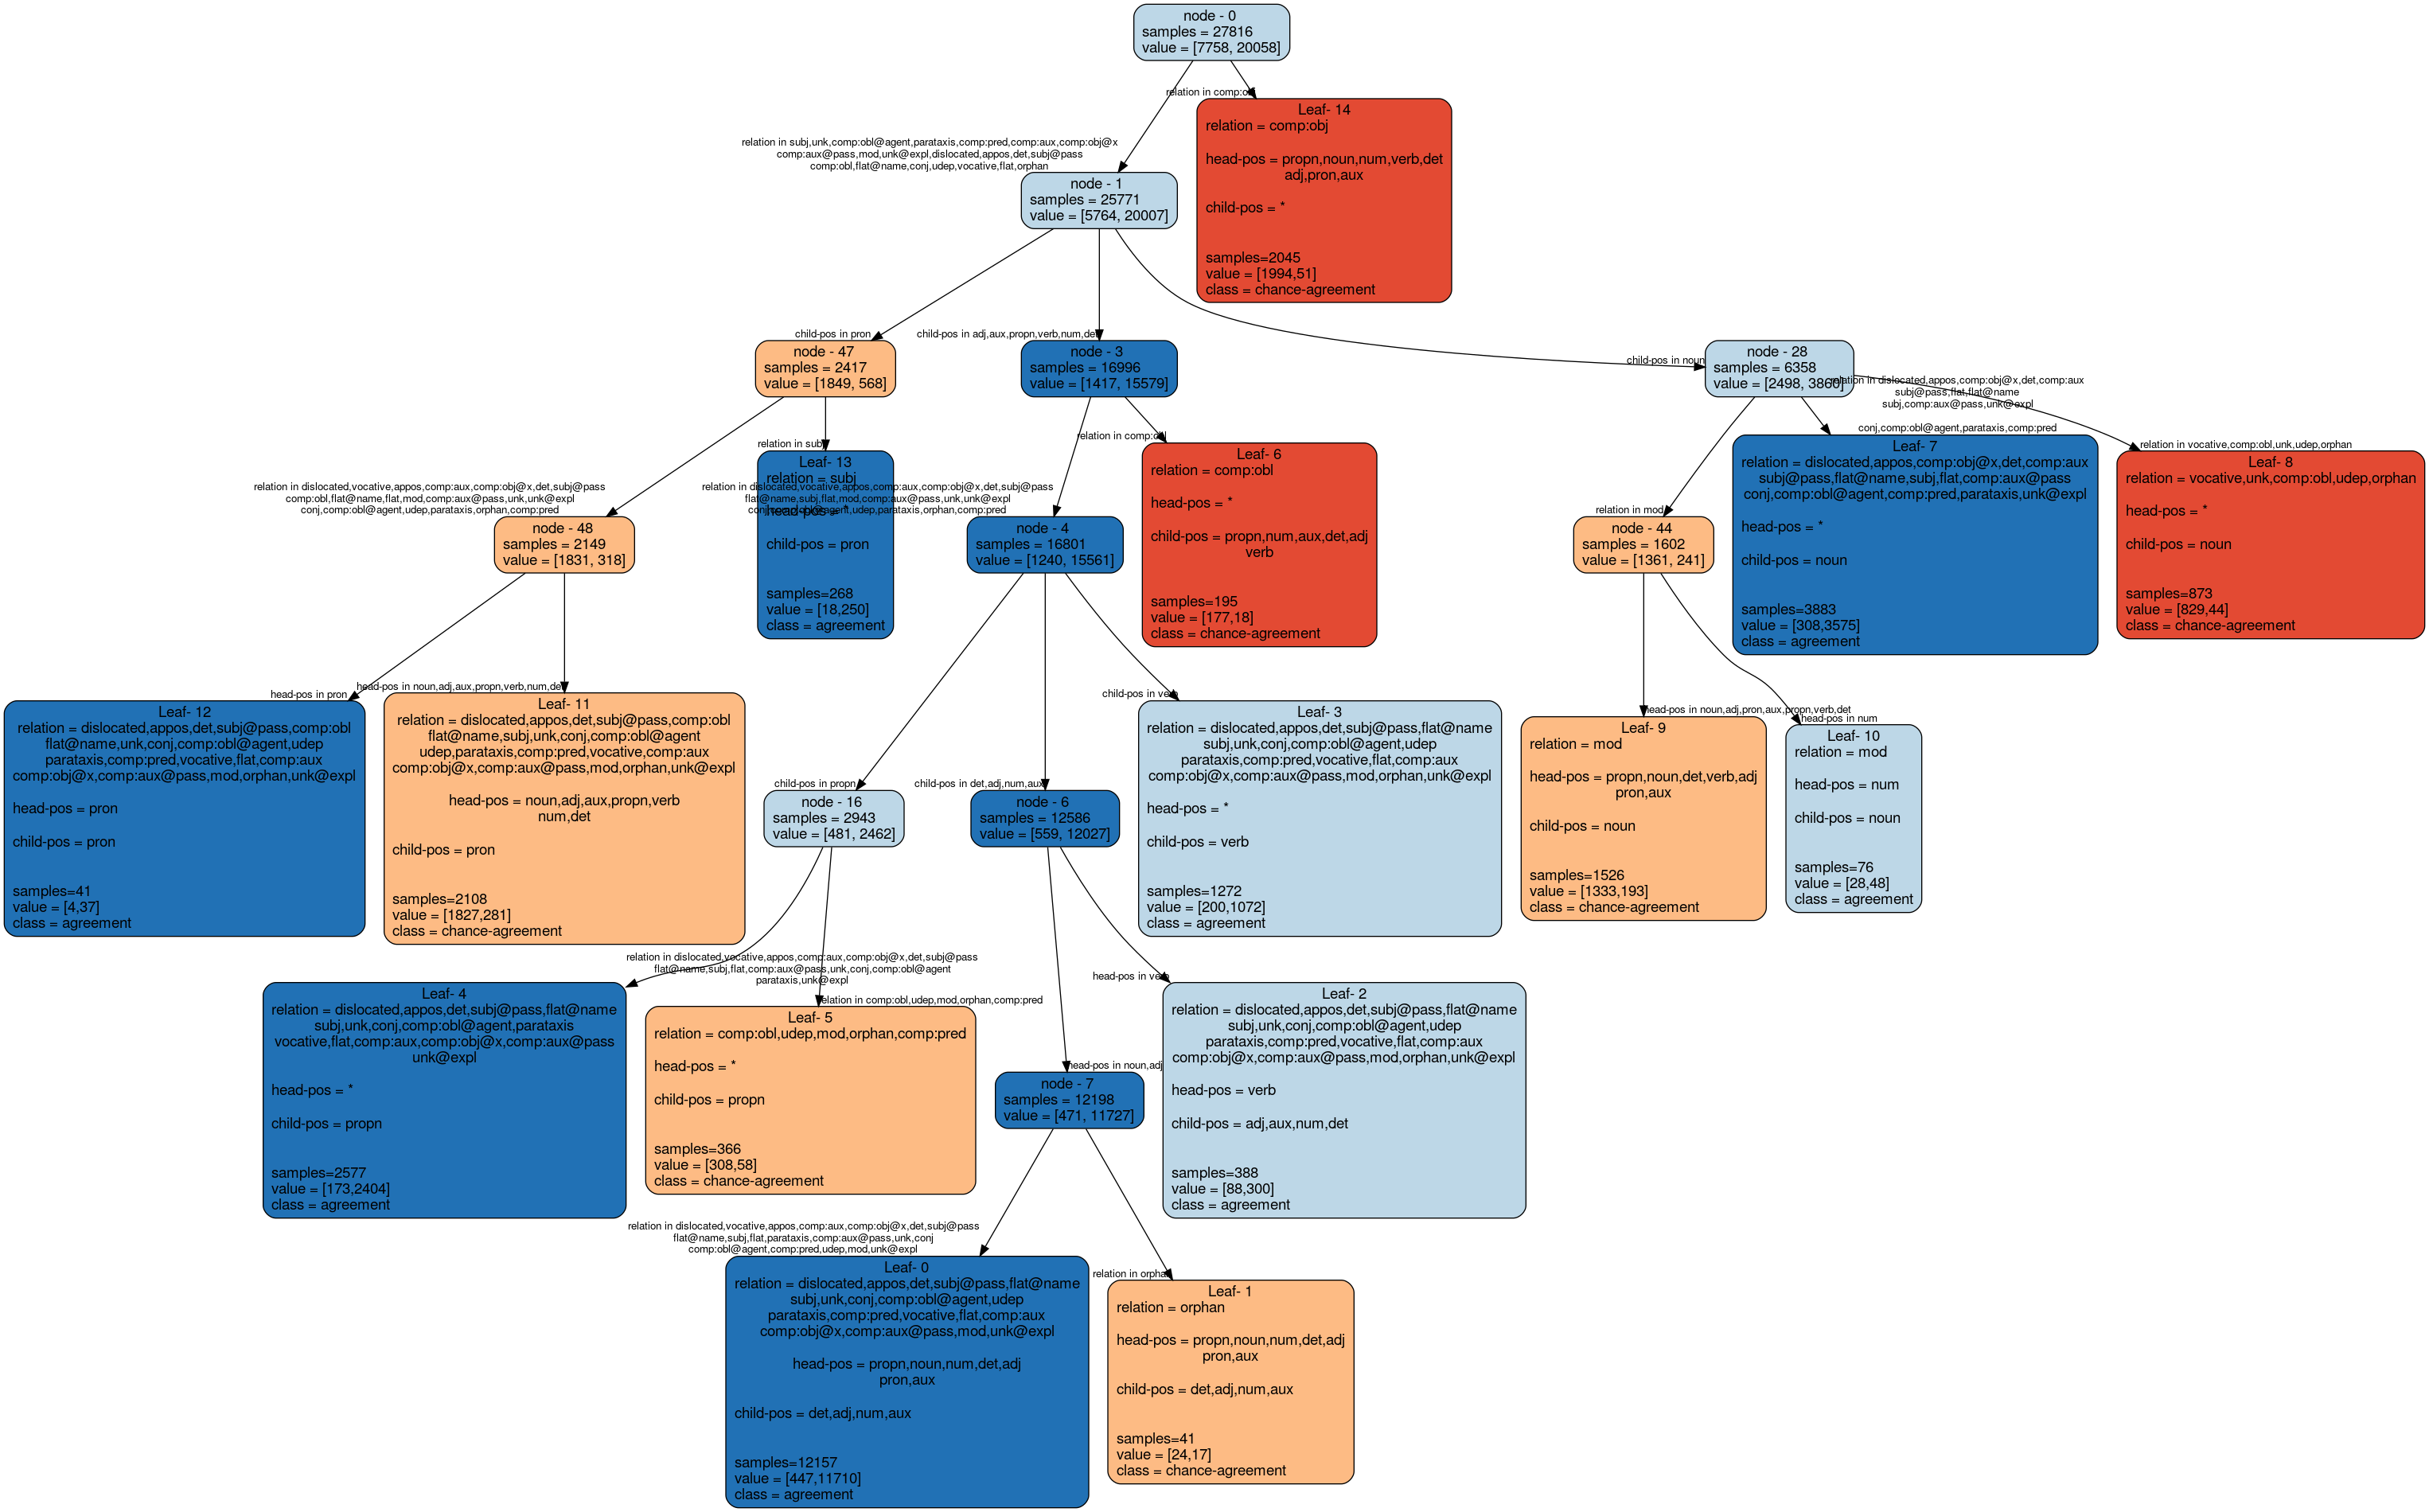 node - 0
samples = 27816
value = [7758, 20058]
relation in comp:obj
Leaf- 14
relation = comp:obj
head-pos = propn,noun,num,verb,det
adj,pron,aux
child-pos = *
samples=2045
value = [1994,51]
class = chance-agreement
relation in subj,unk,comp:obl@agent,parataxis,comp:pred,comp:aux,comp:obj@x
comp:aux@pass,mod,unk@expl,dislocated,appos,det,subj@pass
comp:obl,flat@name,conj,udep,vocative,flat,orphan
node - 1
samples = 25771
value = [5764, 20007]
child-pos in pron
node - 47
samples = 2417
value = [1849, 568]
child-pos in adj,aux,propn,verb,num,det
node - 3
samples = 16996
value = [1417, 15579]
child-pos in noun
node - 28
samples = 6358
value = [2498, 3860]
relation in dislocated,appos,comp:obj@x,det,comp:aux
subj@pass,flat,flat@name
subj,comp:aux@pass,unk@expl
conj,comp:obl@agent,parataxis,comp:pred
relation in subj
Leaf- 13
relation = subj
head-pos = *
child-pos = pron
samples=268
value = [18,250]
class = agreement
relation in comp:obl
Leaf- 6
relation = comp:obl
head-pos = *
child-pos = propn,num,aux,det,adj
verb
samples=195
value = [177,18]
class = chance-agreement
Leaf- 7
relation = dislocated,appos,comp:obj@x,det,comp:aux
subj@pass,flat@name,subj,flat,comp:aux@pass
conj,comp:obl@agent,comp:pred,parataxis,unk@expl
head-pos = *
child-pos = noun
samples=3883
value = [308,3575]
class = agreement
relation in vocative,comp:obl,unk,udep,orphan
Leaf- 8
relation = vocative,unk,comp:obl,udep,orphan
head-pos = *
child-pos = noun
samples=873
value = [829,44]
class = chance-agreement
relation in dislocated,vocative,appos,comp:aux,comp:obj@x,det,subj@pass
comp:obl,flat@name,flat,mod,comp:aux@pass,unk,unk@expl
conj,comp:obl@agent,udep,parataxis,orphan,comp:pred
node - 48
samples = 2149
value = [1831, 318]
relation in dislocated,vocative,appos,comp:aux,comp:obj@x,det,subj@pass
flat@name,subj,flat,mod,comp:aux@pass,unk,unk@expl
conj,comp:obl@agent,udep,parataxis,orphan,comp:pred
node - 4
samples = 16801
value = [1240, 15561]
relation in mod
node - 44
samples = 1602
value = [1361, 241]
head-pos in pron
Leaf- 12
relation = dislocated,appos,det,subj@pass,comp:obl
flat@name,unk,conj,comp:obl@agent,udep
parataxis,comp:pred,vocative,flat,comp:aux
comp:obj@x,comp:aux@pass,mod,orphan,unk@expl
head-pos = pron
child-pos = pron
samples=41
value = [4,37]
class = agreement
head-pos in noun,adj,aux,propn,verb,num,det
Leaf- 11
relation = dislocated,appos,det,subj@pass,comp:obl
flat@name,subj,unk,conj,comp:obl@agent
udep,parataxis,comp:pred,vocative,comp:aux
comp:obj@x,comp:aux@pass,mod,orphan,unk@expl
head-pos = noun,adj,aux,propn,verb
num,det
child-pos = pron
samples=2108
value = [1827,281]
class = chance-agreement
child-pos in propn
node - 16
samples = 2943
value = [481, 2462]
child-pos in det,adj,num,aux
node - 6
samples = 12586
value = [559, 12027]
child-pos in verb
Leaf- 3
relation = dislocated,appos,det,subj@pass,flat@name
subj,unk,conj,comp:obl@agent,udep
parataxis,comp:pred,vocative,flat,comp:aux
comp:obj@x,comp:aux@pass,mod,orphan,unk@expl
head-pos = *
child-pos = verb
samples=1272
value = [200,1072]
class = agreement
head-pos in noun,adj,pron,aux,propn,verb,det
Leaf- 9
relation = mod
head-pos = propn,noun,det,verb,adj
pron,aux
child-pos = noun
samples=1526
value = [1333,193]
class = chance-agreement
head-pos in num
Leaf- 10
relation = mod
head-pos = num
child-pos = noun
samples=76
value = [28,48]
class = agreement
relation in dislocated,vocative,appos,comp:aux,comp:obj@x,det,subj@pass
flat@name,subj,flat,comp:aux@pass,unk,conj,comp:obl@agent
parataxis,unk@expl
Leaf- 4
relation = dislocated,appos,det,subj@pass,flat@name
subj,unk,conj,comp:obl@agent,parataxis
vocative,flat,comp:aux,comp:obj@x,comp:aux@pass
unk@expl
head-pos = *
child-pos = propn
samples=2577
value = [173,2404]
class = agreement
relation in comp:obl,udep,mod,orphan,comp:pred
Leaf- 5
relation = comp:obl,udep,mod,orphan,comp:pred
head-pos = *
child-pos = propn
samples=366
value = [308,58]
class = chance-agreement
head-pos in noun,adj
node - 7
samples = 12198
value = [471, 11727]
head-pos in verb
Leaf- 2
relation = dislocated,appos,det,subj@pass,flat@name
subj,unk,conj,comp:obl@agent,udep
parataxis,comp:pred,vocative,flat,comp:aux
comp:obj@x,comp:aux@pass,mod,orphan,unk@expl
head-pos = verb
child-pos = adj,aux,num,det
samples=388
value = [88,300]
class = agreement
relation in dislocated,vocative,appos,comp:aux,comp:obj@x,det,subj@pass
flat@name,subj,flat,parataxis,comp:aux@pass,unk,conj
comp:obl@agent,comp:pred,udep,mod,unk@expl
Leaf- 0
relation = dislocated,appos,det,subj@pass,flat@name
subj,unk,conj,comp:obl@agent,udep
parataxis,comp:pred,vocative,flat,comp:aux
comp:obj@x,comp:aux@pass,mod,unk@expl
head-pos = propn,noun,num,det,adj
pron,aux
child-pos = det,adj,num,aux
samples=12157
value = [447,11710]
class = agreement
relation in orphan
Leaf- 1
relation = orphan
head-pos = propn,noun,num,det,adj
pron,aux
child-pos = det,adj,num,aux
samples=41
value = [24,17]
class = chance-agreement